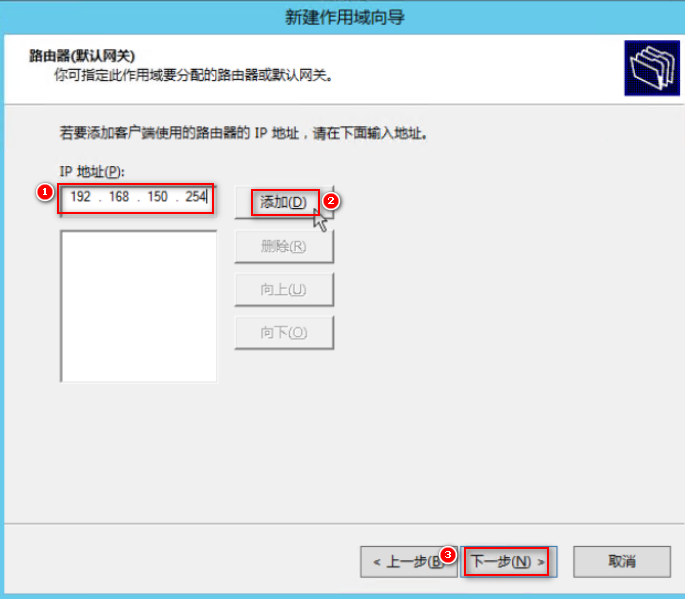 新建作用域向导
路由器(默认网关)
你可指定此作用域要分配的路由器或默认网关。
若要添加客户端使用的路由器的 IP 地址，请在下面输入地址。
IP 地址(P):
1 192 . 168 . 150 . 254 添加(D) 2
删除(R)
向上(U)
向下(O)
< 上一步(B) 3 下一步(N) > 取消